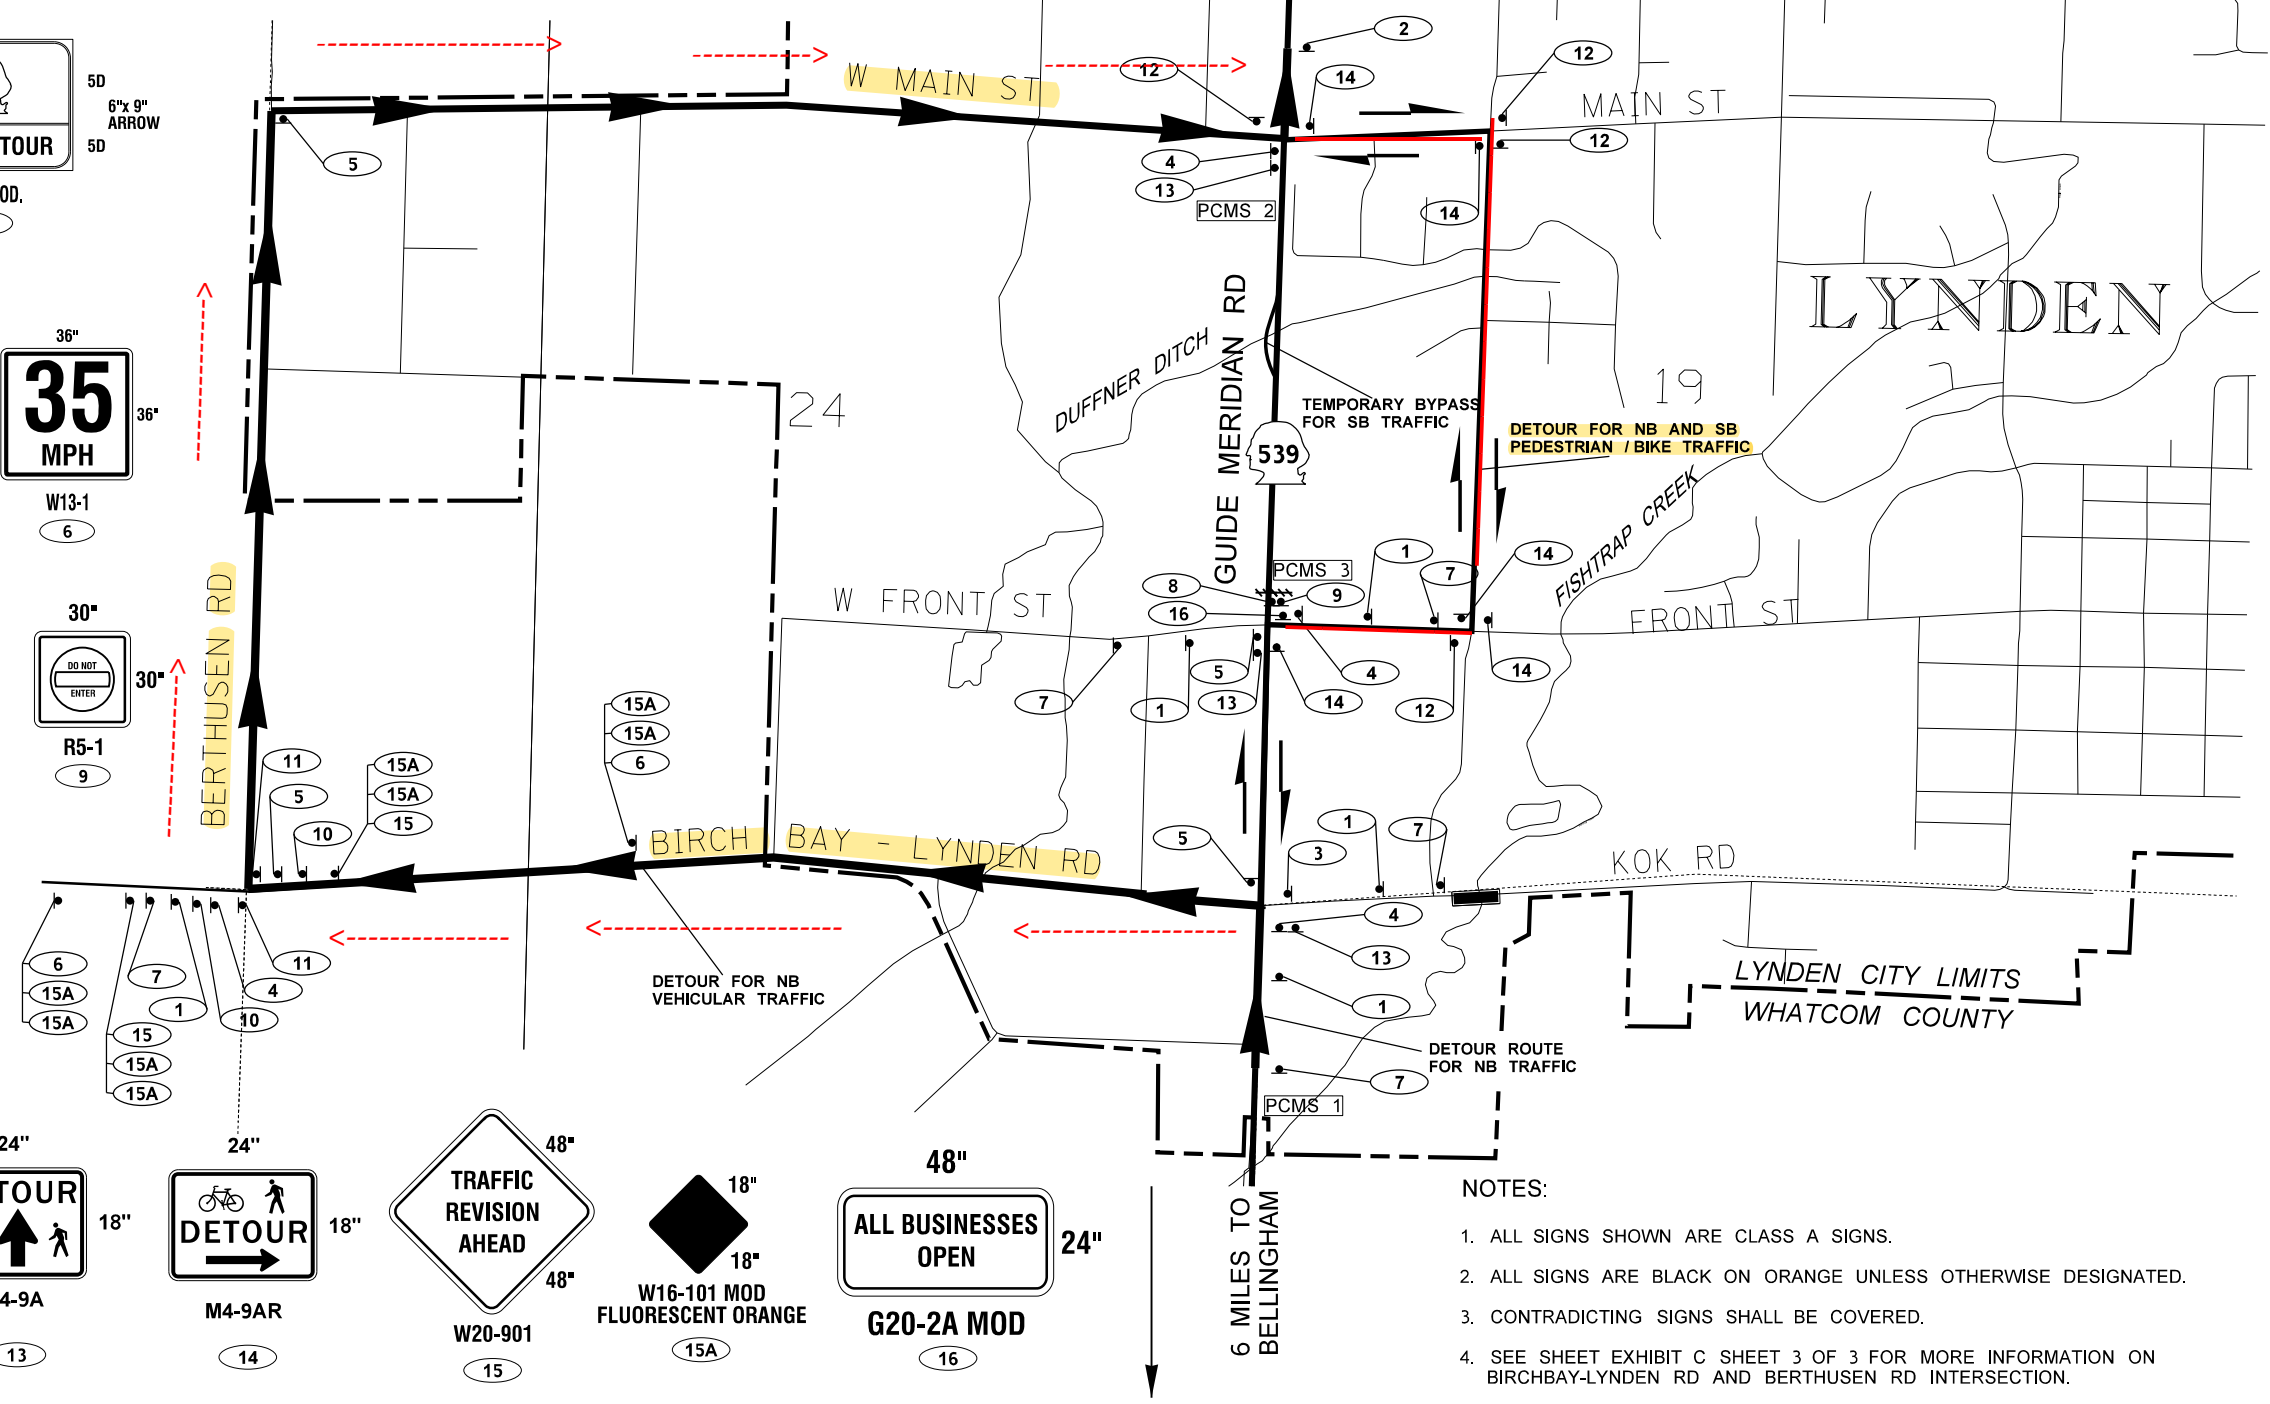 5D
6"x 9"
ARROW
TOUR
5D
OD.
36"
35
MPH
36"
W13-1
6
30"
DO NOT
ENTER
30"
R5-1
9
W MAIN ST
12
2
14
12
MAIN ST
12
5
4
13
PCMS 2
14
LYNDEN
GUIDE MERIDIAN RD
DUFFNER DITCH
24
19
TEMPORARY BYPASS
FOR SB TRAFFIC
DETOUR FOR NB AND SB
PEDESTRIAN / BIKE TRAFFIC
539
FISHTRAP CREEK
BERTHUSEN RD
W FRONT ST
PCMS 3
8
16
9
1
7
14
FRONT ST
7
1
5
13
14
4
12
14
15A
15A
6
11
5
10
15A
15A
15
BIRCH BAY - LYNDEN RD
5
3
1
7
KOK RD
4
13
1
7
6
15A
15A
7
1
15
15A
15A
10
4
11
DETOUR FOR NB
VEHICULAR TRAFFIC
DETOUR ROUTE
FOR NB TRAFFIC
PCMS 1
LYNDEN CITY LIMITS
WHATCOM COUNTY
24"
TOUR
18"
4-9A
13
24"
DETOUR
18"
M4-9AR
14
48"
TRAFFIC
REVISION
AHEAD
48"
W20-901
15
18"
18"
W16-101 MOD
FLUORESCENT ORANGE
15A
48"
ALL BUSINESSES
OPEN
24"
G20-2A MOD
16
6 MILES TO
BELLINGHAM
NOTES:
1. ALL SIGNS SHOWN ARE CLASS A SIGNS.
2. ALL SIGNS ARE BLACK ON ORANGE UNLESS OTHERWISE DESIGNATED.
3. CONTRADICTING SIGNS SHALL BE COVERED.
4. SEE SHEET EXHIBIT C SHEET 3 OF 3 FOR MORE INFORMATION ON
BIRCHBAY-LYNDEN RD AND BERTHUSEN RD INTERSECTION.